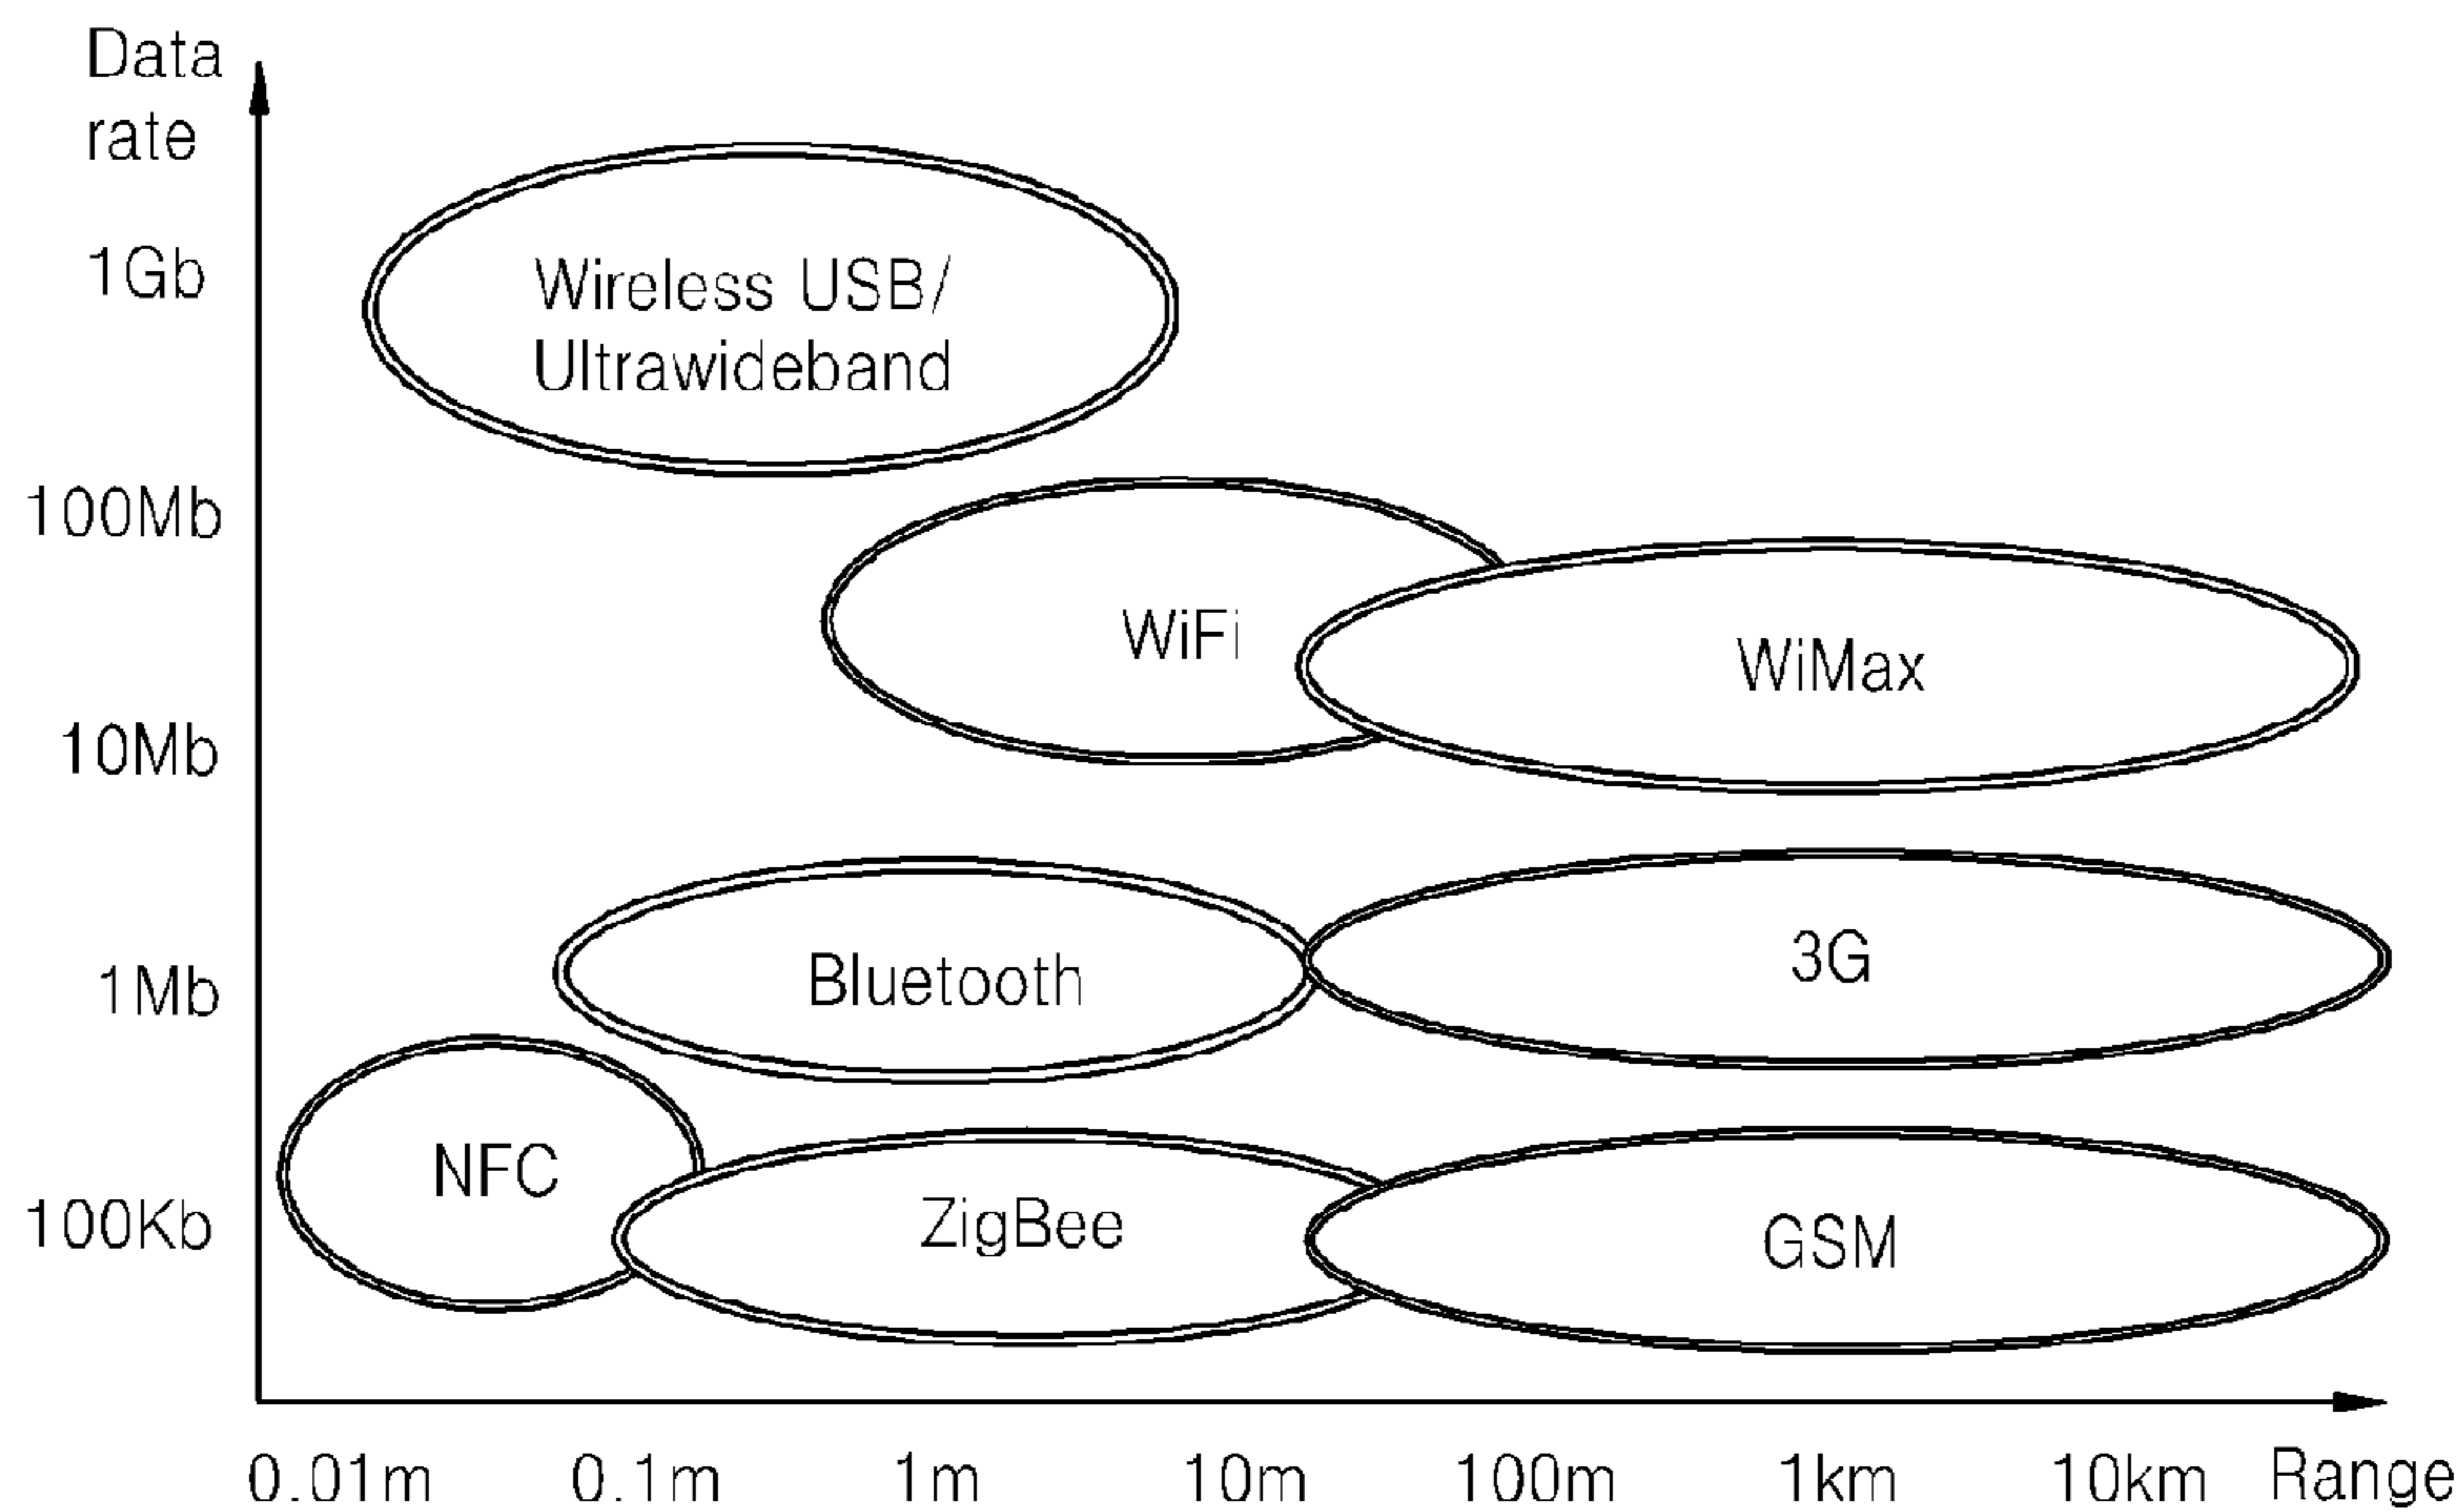 Data
rate
1Gb
Wireless USB/
Ultrawideband
100Mb
WiFi
WiMax
10Mb
Bluetooth
3G
1Mb
NFC
ZigBee
GSM
100Kb
0.01m 0.1m 1m 10m 100m 1km 10km Range